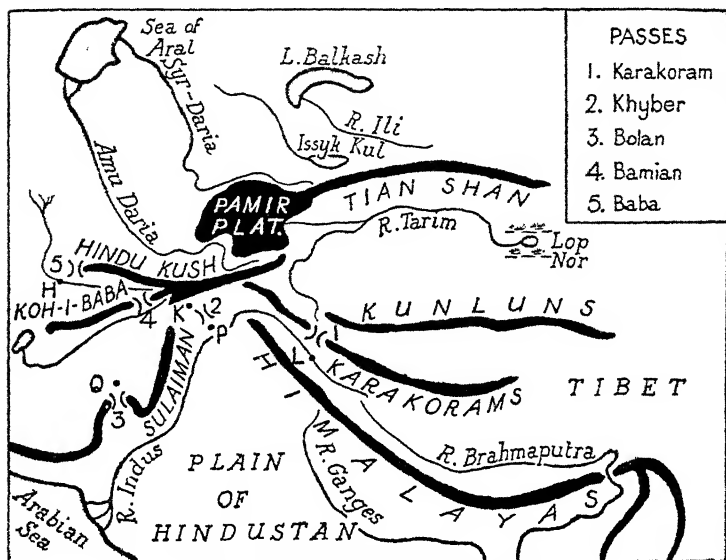 Sea of
Aral
Syr-Daria
L. Balkash
R. Ili
Issyk Kul
Amu Daria
PAMIR
PLAT.
TIAN SHAN
R. Tarim
Lop
Nor
HINDU KUSH
5
H
KOH-I-BABA
4
K
2
P
1
KUNLUNS
L
KARAKORAMS
TIBET
SULAIMAN
Q
3
HIMALAYAS
R. Indus
PLAIN
OF
HINDUSTAN
R. Ganges
R. Brahmaputra
Arabian
Sea
PASSES
1. Karakoram
2. Khyber
3. Bolan
4. Bamian
5. Baba